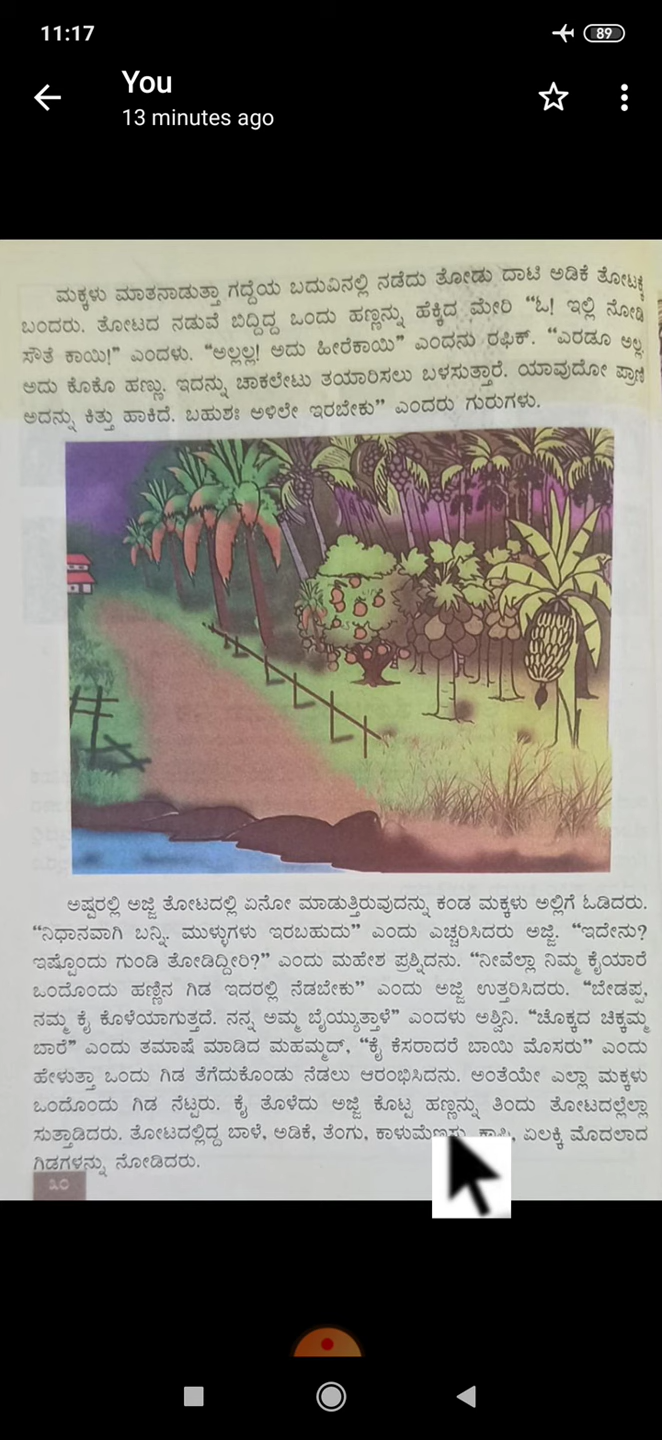 11:17
89
You
13 minutes ago
ಮಕ್ಕಳು ಮಾತನಾಡುತ್ತಾ ಗದ್ದೆಯ ಬದುವಿನಲ್ಲಿ ನಡೆದು ತೋಡು ದಾಟಿ ಅಡಿಕೆ ತೋಟಕ್ಕೆ
ಬಂದರು. ತೋಟದ ನಡುವೆ ಬಿದ್ದಿದ್ದ ಒಂದು ಹಣ್ಣನ್ನು ಹೆಕ್ಕಿದ ಮೇರಿ “ಓ! ಇಲ್ಲಿ ನೋಡಿ
ಸೌತೆ ಕಾಯಿ!” ಎಂದಳು. “ಅಲ್ಲಲ್ಲ! ಅದು ಹೀರೆಕಾಯಿ” ಎಂದನು ರಫಿಕ್. “ಎರಡೂ ಅಲ್ಲ
ಅದು ಕೊಕೊ ಹಣ್ಣು. ಇದನ್ನು ಚಾಕಲೇಟು ತಯಾರಿಸಲು ಬಳಸುತ್ತಾರೆ. ಯಾವುದೋ ಪ್ರಾಣಿ
ಅದನ್ನು ಕಿತ್ತು ಹಾಕಿದೆ. ಬಹುಶಃ ಅಳಿಲೇ ಇರಬೇಕು” ಎಂದರು ಗುರುಗಳು.
ಅಷ್ಟರಲ್ಲಿ ಅಜ್ಜಿ ತೋಟದಲ್ಲಿ ಏನೋ ಮಾಡುತ್ತಿರುವುದನ್ನು ಕಂಡ ಮಕ್ಕಳು ಅಲ್ಲಿಗೆ ಓಡಿದರು.
“ನಿಧಾನವಾಗಿ ಬನ್ನಿ. ಮುಳ್ಳುಗಳು ಇರಬಹುದು” ಎಂದು ಎಚ್ಚರಿಸಿದರು ಅಜ್ಜಿ. “ಇದೇನು?
ಇಷ್ಟೊಂದು ಗುಂಡಿ ತೋಡಿದ್ದೀರಿ?” ಎಂದು ಮಹೇಶ ಪ್ರಶ್ನಿದನು. “ನೀವೆಲ್ಲಾ ನಿಮ್ಮ ಕೈಯಾರೆ
ಒಂದೊಂದು ಹಣ್ಣಿನ ಗಿಡ ಇದರಲ್ಲಿ ನೆಡಬೇಕು” ಎಂದು ಅಜ್ಜಿ ಉತ್ತರಿಸಿದರು. “ಬೇಡಪ್ಪ,
ನಮ್ಮ ಕೈ ಕೊಳೆಯಾಗುತ್ತದೆ. ನನ್ನ ಅಮ್ಮ ಬೈಯ್ಯುತ್ತಾಳೆ” ಎಂದಳು ಅಶ್ವಿನಿ. “ಚೊಕ್ಕದ ಚಿಕ್ಕಮ್ಮ
ಬಾರೆ” ಎಂದು ತಮಾಷೆ ಮಾಡಿದ ಮಹಮ್ಮದ್, “ಕೈ ಕೆಸರಾದರೆ ಬಾಯಿ ಮೊಸರು” ಎಂದು
ಹೇಳುತ್ತಾ ಒಂದು ಗಿಡ ತೆಗೆದುಕೊಂಡು ನೆಡಲು ಆರಂಭಿಸಿದನು. ಅಂತೆಯೇ ಎಲ್ಲಾ ಮಕ್ಕಳು
ಒಂದೊಂದು ಗಿಡ ನೆಟ್ಟರು. ಕೈ ತೊಳೆದು ಅಜ್ಜಿ ಕೊಟ್ಟ ಹಣ್ಣನ್ನು ತಿಂದು ತೋಟದಲ್ಲೆಲ್ಲಾ
ಸುತ್ತಾಡಿದರು. ತೋಟದಲ್ಲಿದ್ದ ಬಾಳೆ, ಅಡಿಕೆ, ತೆಂಗು, ಕಾಳುಮೆಣಸು, ಏಲಕ್ಕಿ ಮೊದಲಾದ
ಗಿಡಗಳನ್ನು ನೋಡಿದರು.
೩೦